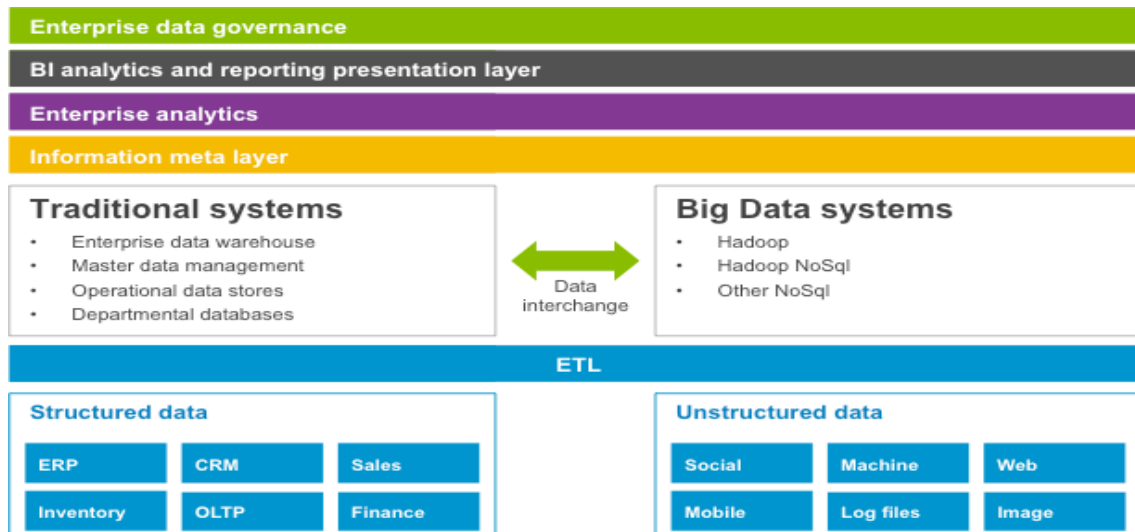 Enterprise data governance
BI analytics and reporting presentation layer
Enterprise analytics
Information meta layer
Traditional systems
• Enterprise data warehouse
• Master data management
• Operational data stores
• Departmental databases
Data
interchange
Big Data systems
• Hadoop
• Hadoop NoSql
• Other NoSql
ETL
Structured data
ERP CRM Sales
Inventory OLTP Finance
Unstructured data
Social Machine Web
Mobile Log files Image